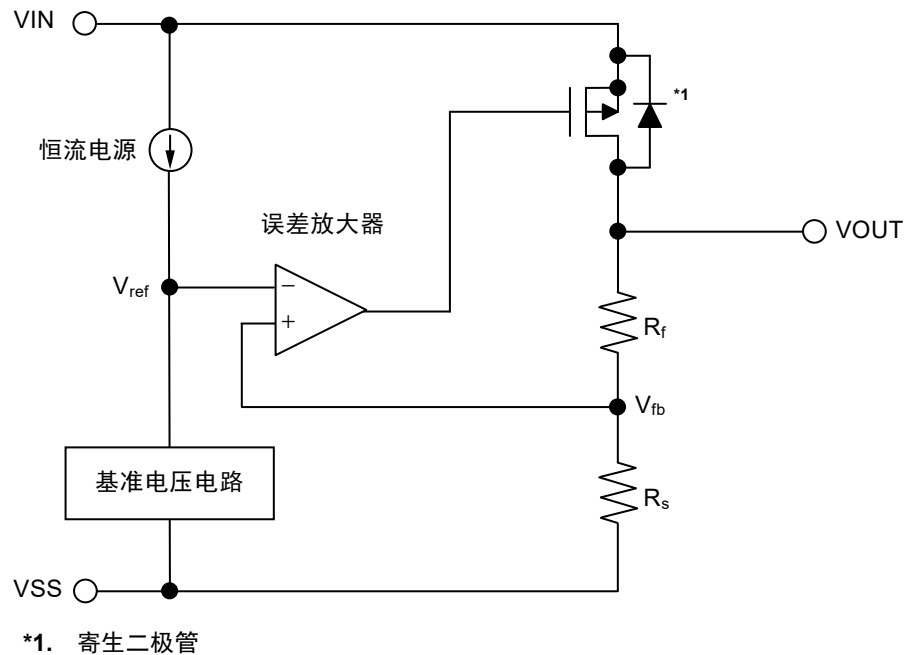 VIN
*1
恒流电源
误差放大器
VOUT
Vref
−
+
Rf
Vfb
基准电压电路
Rs
VSS
*1. 寄生二极管